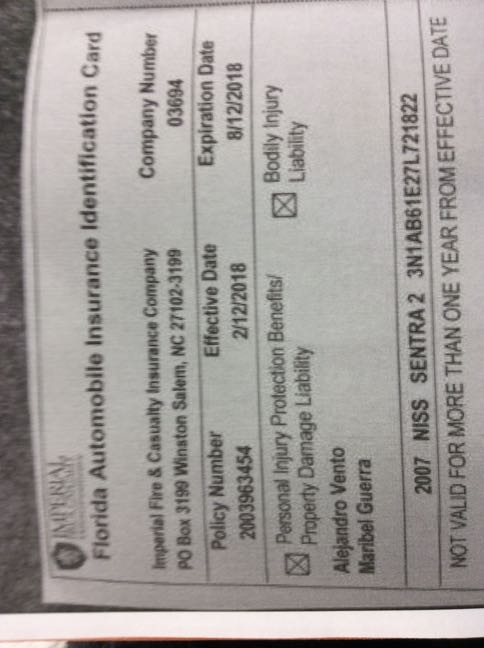 IMPERIAL
Florida Automobile Insurance Identification Card
Imperial Fire & Casualty Insurance Company Company Number
PO Box 3199 Winston Salem, NC 27102-3199 03694
Policy Number Effective Date Expiration Date
2003963454 2/12/2018 8/12/2018
☒ Personal Injury Protection Benefits/ ☒ Bodily Injury
Property Damage Liability Liability
Alejandro Vento
Maribel Guerra
2007 NISS SENTRA 2 3N1AB61E27L721822
NOT VALID FOR MORE THAN ONE YEAR FROM EFFECTIVE DATE